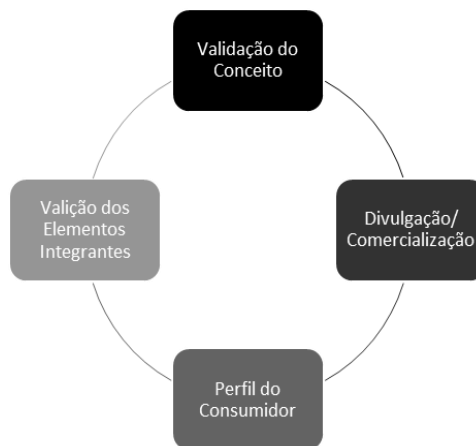 Validação do
Conceito
Divulgação/
Comercialização
Perfil do
Consumidor
Valição dos
Elementos
Integrantes